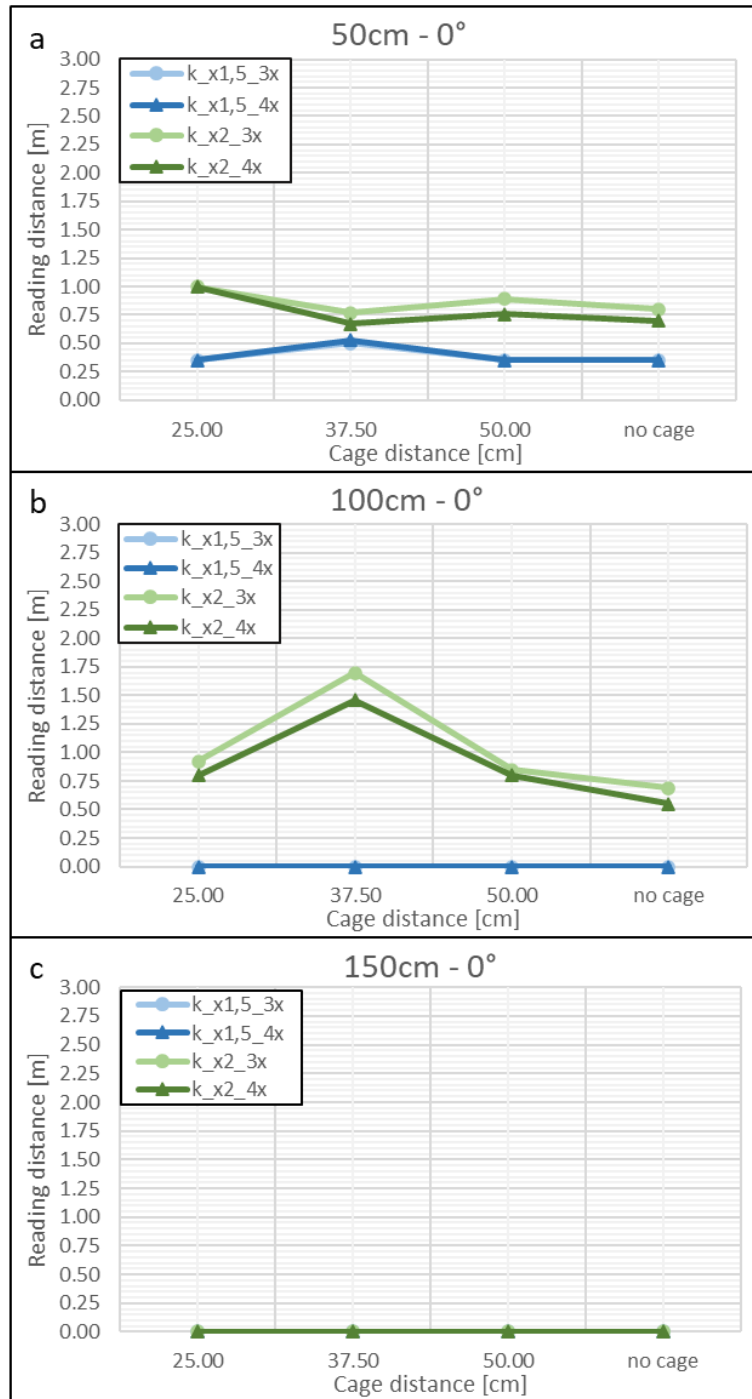 a
50cm - 0°
3.00
2.75
2.50
2.25
2.00
1.75
1.50
1.25
1.00
0.75
0.50
0.25
0.00
Reading distance [m]
k_x1,5_3x
k_x1,5_4x
k_x2_3x
k_x2_4x
25.00 37.50 50.00 no cage
Cage distance [cm]
b
100cm - 0°
3.00
2.75
2.50
2.25
2.00
1.75
1.50
1.25
1.00
0.75
0.50
0.25
0.00
Reading distance [m]
k_x1,5_3x
k_x1,5_4x
k_x2_3x
k_x2_4x
25.00 37.50 50.00 no cage
Cage distance [cm]
c
150cm - 0°
3.00
2.75
2.50
2.25
2.00
1.75
1.50
1.25
1.00
0.75
0.50
0.25
0.00
Reading distance [m]
k_x1,5_3x
k_x1,5_4x
k_x2_3x
k_x2_4x
25.00 37.50 50.00 no cage
Cage distance [cm]